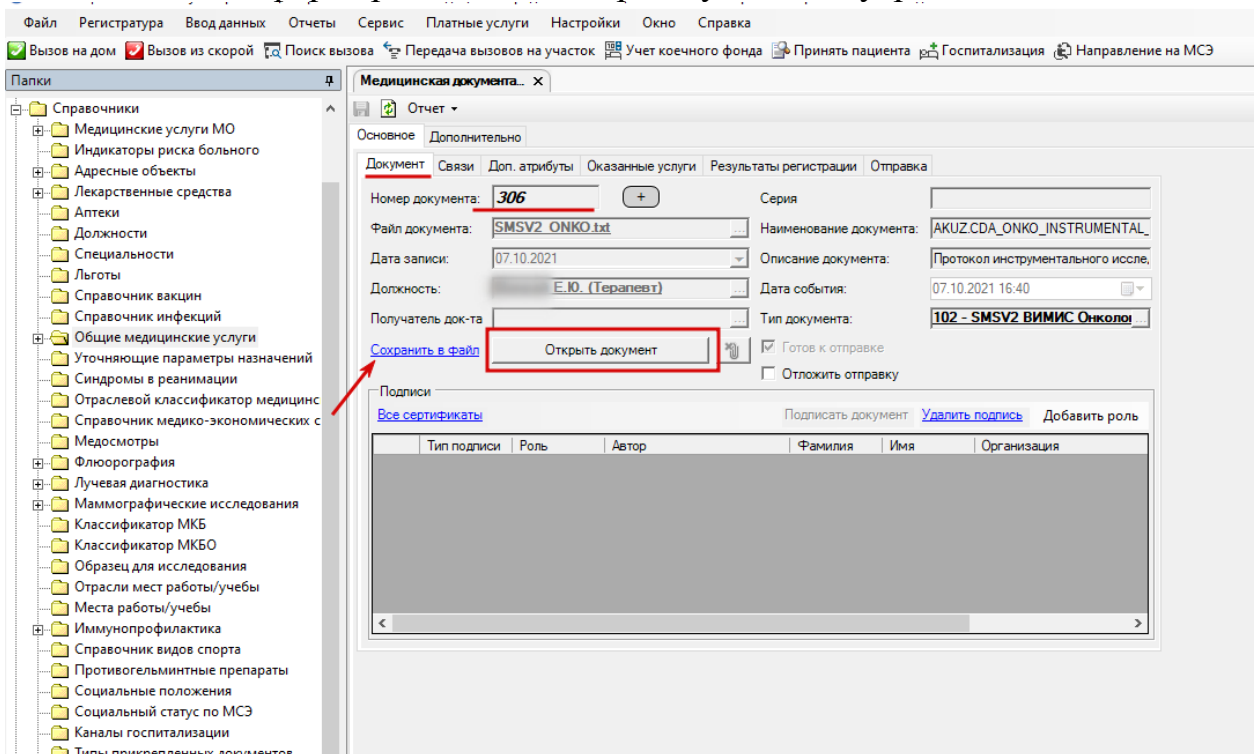 Файл Регистратура Ввод данных Отчеты Сервис Платные услуги Настройки Окно Справка
Вызов на дом Вызов из скорой Поиск вызова Передача вызовов на участок Учет коечного фонда Принять пациента Госпитализация Направление на МСЭ
Папки
Справочники
Медицинские услуги МО
Индикаторы риска больного
Адресные объекты
Лекарственные средства
Аптеки
Должности
Специальности
Льготы
Справочник вакцин
Справочник инфекций
Общие медицинские услуги
Уточняющие параметры назначений
Синдромы в реанимации
Отраслевой классификатор медицинс
Справочник медико-экономических с
Медосмотры
Флюорография
Лучевая диагностика
Маммографические исследования
Классификатор МКБ
Классификатор МКБО
Образец для исследования
Отрасли мест работы/учебы
Места работы/учебы
Иммунопрофилактика
Справочник видов спорта
Противогельминтные препараты
Социальные положения
Социальный статус по МСЭ
Каналы госпитализации
Типы прикрепленных документов
Медицинская документа... X
Отчет
Основное Дополнительно
Документ Связи Доп. атрибуты Оказанные услуги Результаты регистрации Отправка
Номер документа: 306 + Серия
Файл документа: SMSV2_ONKO.txt ... Наименование документа: AKUZ.CDA_ONKO_INSTRUMENTAL_
Дата записи: 07.10.2021 Описание документа: Протокол инструментального иссле,
Должность: Е.Ю. (Терапевт) ... Дата события: 07.10.2021 16:40
Получатель док-та ... Тип документа: 102 - SMSV2 ВИМИС Онколог ...
Сохранить в файл Открыть документ Готов к отправке
Отложить отправку
Подписи
Все сертификаты Подписать документ Удалить подпись Добавить роль
Тип подписи Роль Автор Фамилия Имя Организация